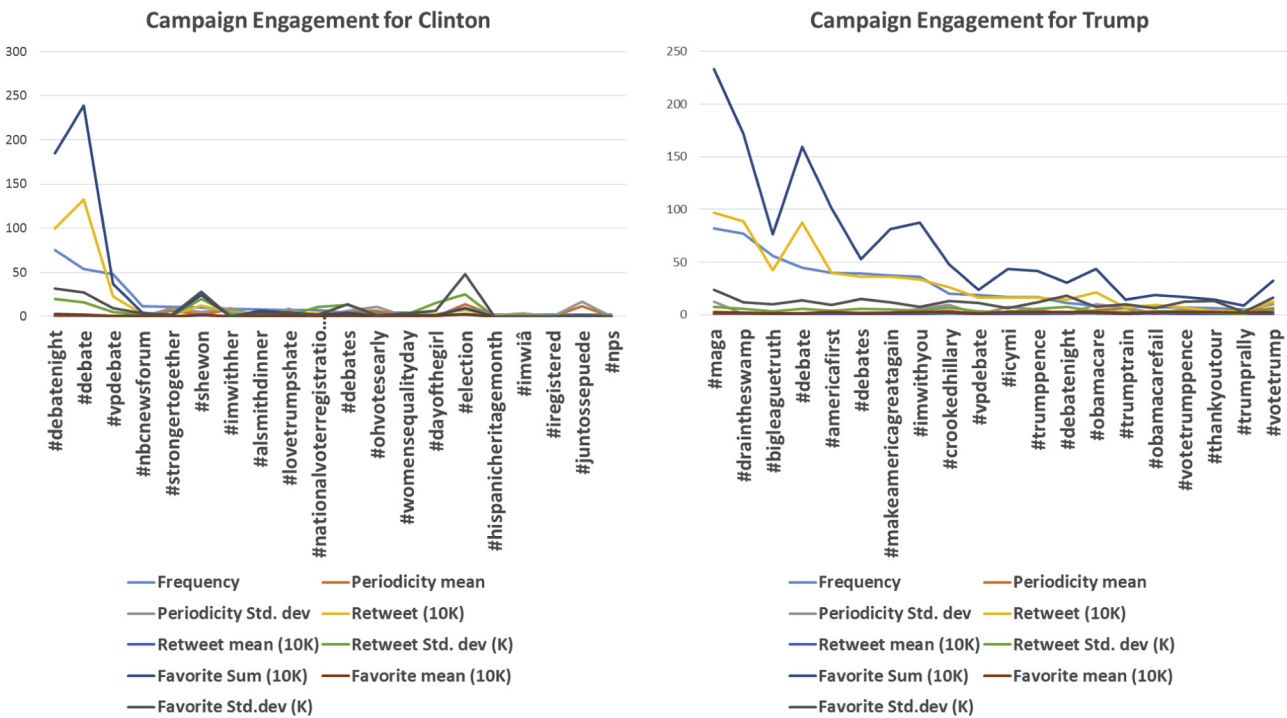 Campaign Engagement for Clinton
300
250
200
150
100
50
0
#debatenight
#debate
#vpdebate
#nbcnewsforum
#strongertogether
#shewon
#imwither
#alsmithdinner
#lovetrumpshate
#nationalvoterregistratio…
#debates
#ohvotesearly
#womensequalityday
#dayofthegirl
#election
#hispanicheritagemonth
#imwiâ
#registered
#juntossepuede
#nps
Frequency
Periodicity mean
Periodicity Std. dev
Retweet (10K)
Retweet mean (10K)
Retweet Std. dev (K)
Favorite Sum (10K)
Favorite mean (10K)
Favorite Std.dev (K)
Campaign Engagement for Trump
250
200
150
100
50
0
#maga
#draintheswamp
#bigleaguetruth
#debate
#americafirst
#debates
#makeamericagreatagain
#imwithyou
#crookedhillary
#vpdebate
#icymi
#trumppence
#debatenight
#obamacare
#trumptrain
#obamacarefail
#votetrumppence
#thankyoutour
#trumprally
#votetrump
Frequency
Periodicity mean
Periodicity Std. dev
Retweet (10K)
Retweet mean (10K)
Retweet Std. dev (K)
Favorite Sum (10K)
Favorite mean (10K)
Favorite Std.dev (K)